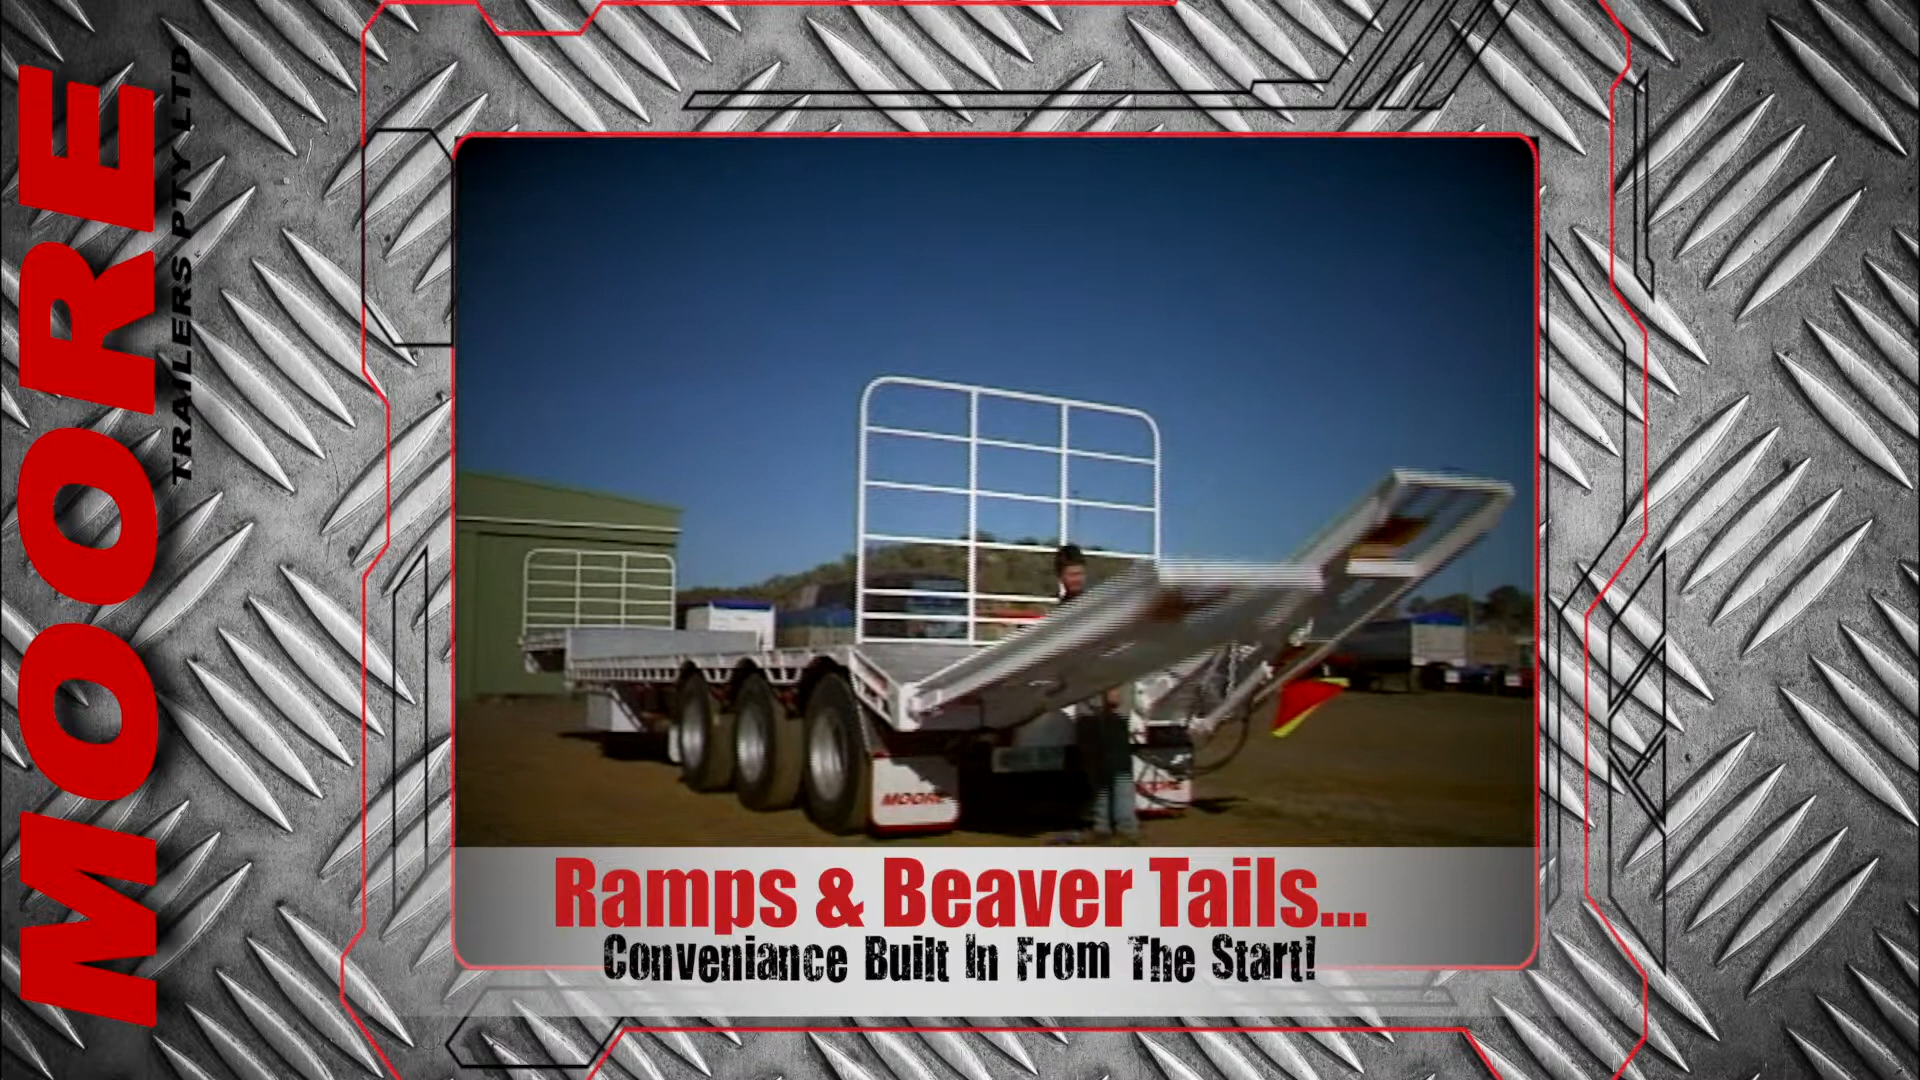 MOORE
TRAILERS PTY LTD
MOORE
Ramps & Beaver Tails...
Conveniance Built In From The Start!